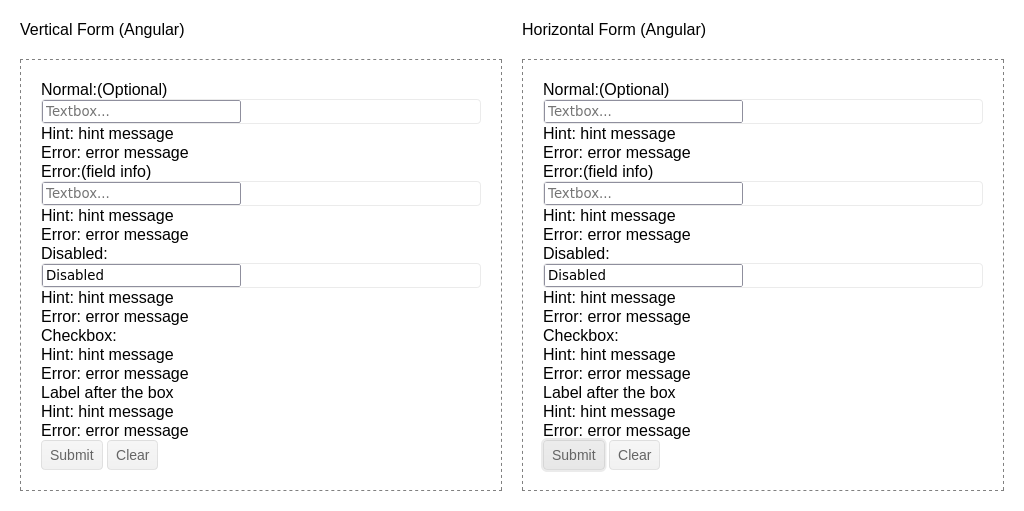 Vertical Form (Angular)
Normal:(Optional)
Textbox...
Hint: hint message
Error: error message
Error:(field info)
Textbox...
Hint: hint message
Error: error message
Disabled:
Disabled
Hint: hint message
Error: error message
Checkbox:
Hint: hint message
Error: error message
Label after the box
Hint: hint message
Error: error message
Submit Clear
Horizontal Form (Angular)
Normal:(Optional)
Textbox...
Hint: hint message
Error: error message
Error:(field info)
Textbox...
Hint: hint message
Error: error message
Disabled:
Disabled
Hint: hint message
Error: error message
Checkbox:
Hint: hint message
Error: error message
Label after the box
Hint: hint message
Error: error message
Submit Clear